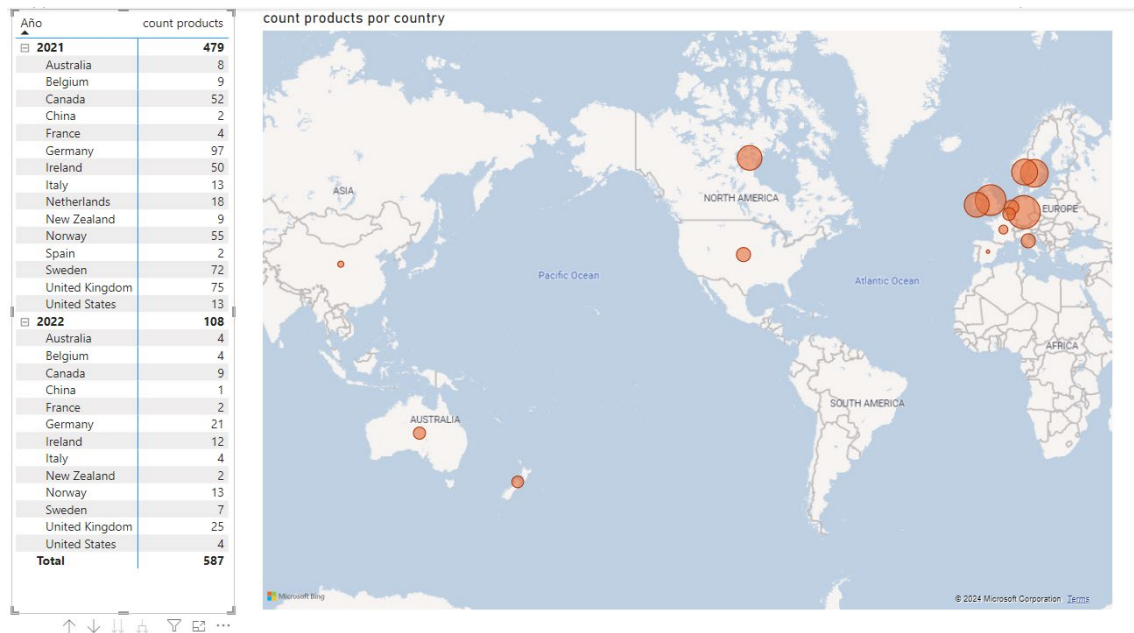 Año count products
2021 479
Australia 8
Belgium 9
Canada 52
China 2
France 4
Germany 97
Ireland 50
Italy 13
Netherlands 18
New Zealand 9
Norway 55
Spain 2
Sweden 72
United Kingdom 75
United States 13
2022 108
Australia 4
Belgium 4
Canada 9
China 1
France 2
Germany 21
Ireland 12
Italy 4
New Zealand 2
Norway 13
Sweden 7
United Kingdom 25
United States 4
Total 587
count products por country
ASIA
NORTH AMERICA
EUROPE
Pacific Ocean
Atlantic Ocean
AFRICA
SOUTH AMERICA
AUSTRALIA
Microsoft Bing
© 2024 Microsoft Corporation Terms